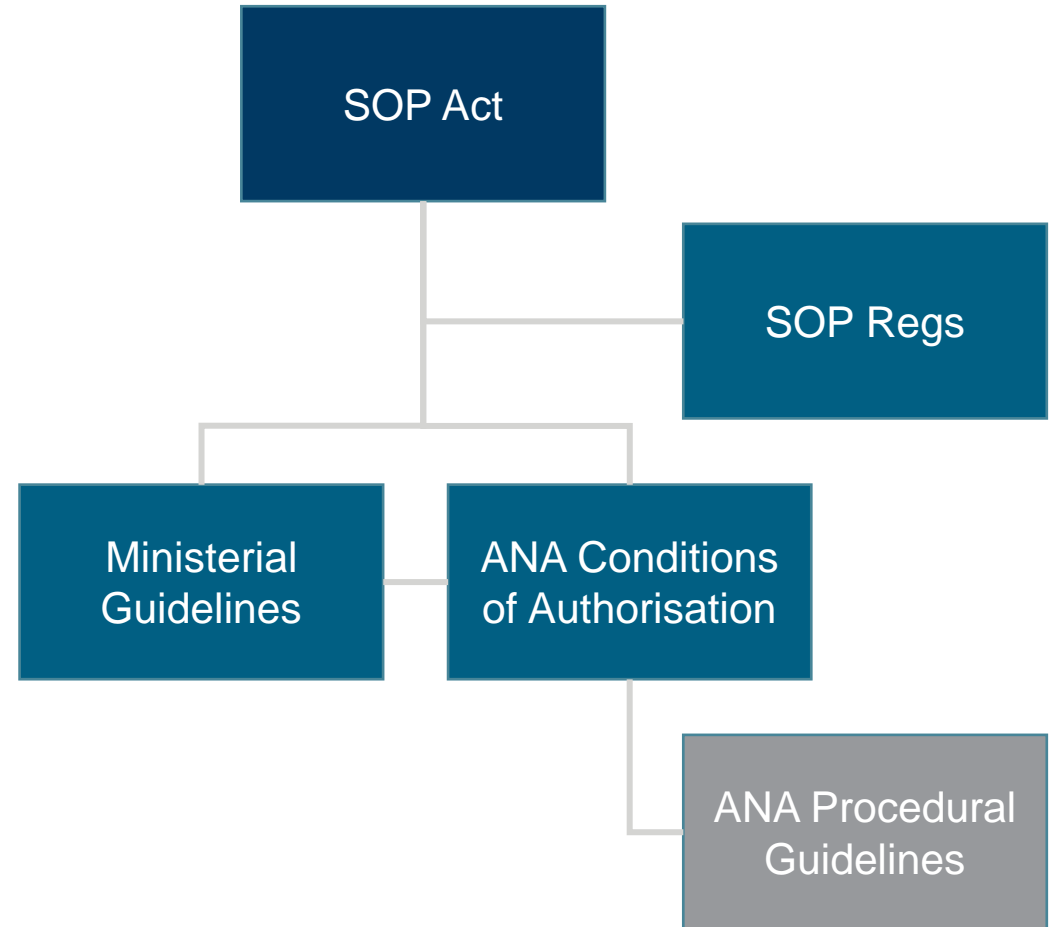 SOP Act
SOP Regs
Ministerial
Guidelines
ANA Conditions
of Authorisation
ANA Procedural
Guidelines